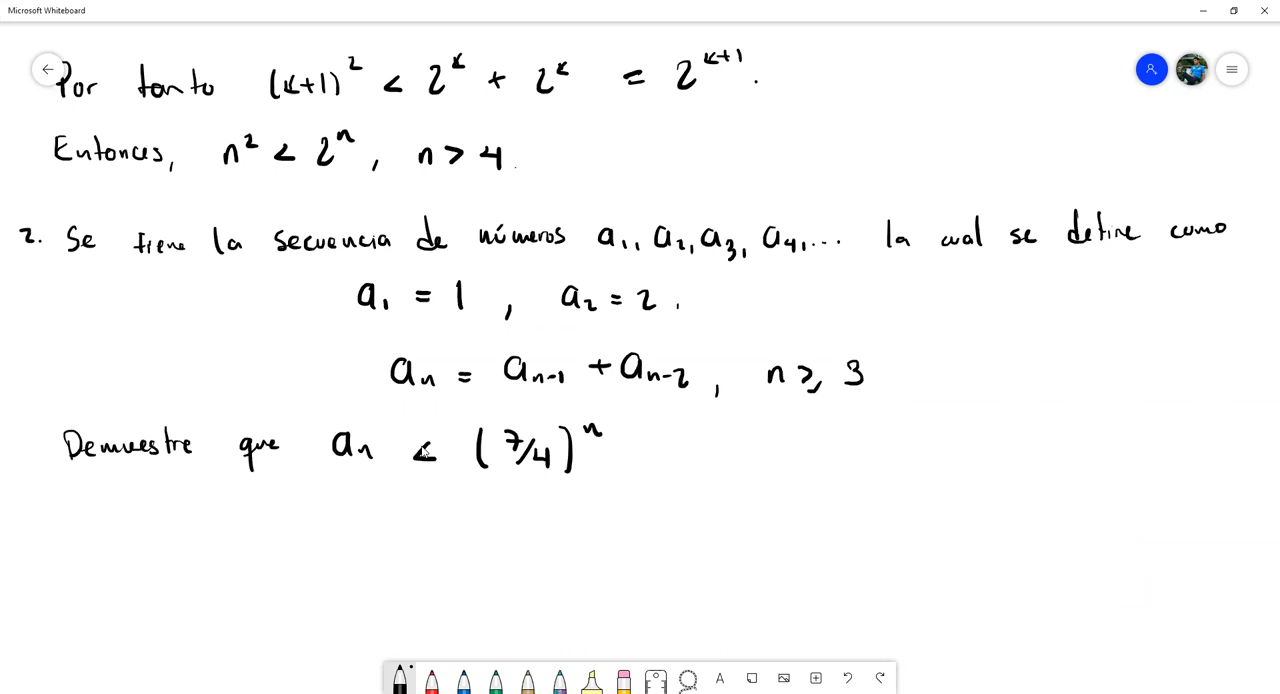 Microsoft Whiteboard
Por tanto (k+1)² < 2ᵏ + 2ᵏ = 2ᵏ⁺¹.
Entonces, n² < 2ⁿ, n > 4.
2. Se tiene la secuencia de números a₁, a₂, a₃, a₄, ... la cual se define como
a₁ = 1 , a₂ = 2 .
aₙ = aₙ₋₁ + aₙ₋₂ , n ≥ 3
Demuestre que aₙ < (7/4)ⁿ
A